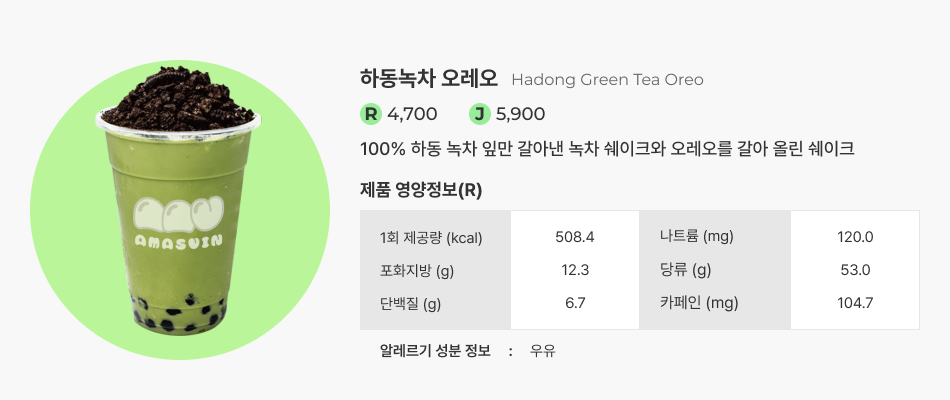 하동녹차 오레오 Hadong Green Tea Oreo
R 4,700 J 5,900
100% 하동 녹차 잎만 갈아낸 녹차 쉐이크와 오레오를 갈아 올린 쉐이크
제품 영양정보(R)
1회 제공량 (kcal) 508.4 나트륨 (mg) 120.0
포화지방 (g) 12.3 당류 (g) 53.0
단백질 (g) 6.7 카페인 (mg) 104.7
알레르기 성분 정보 : 우유
AMASVIN